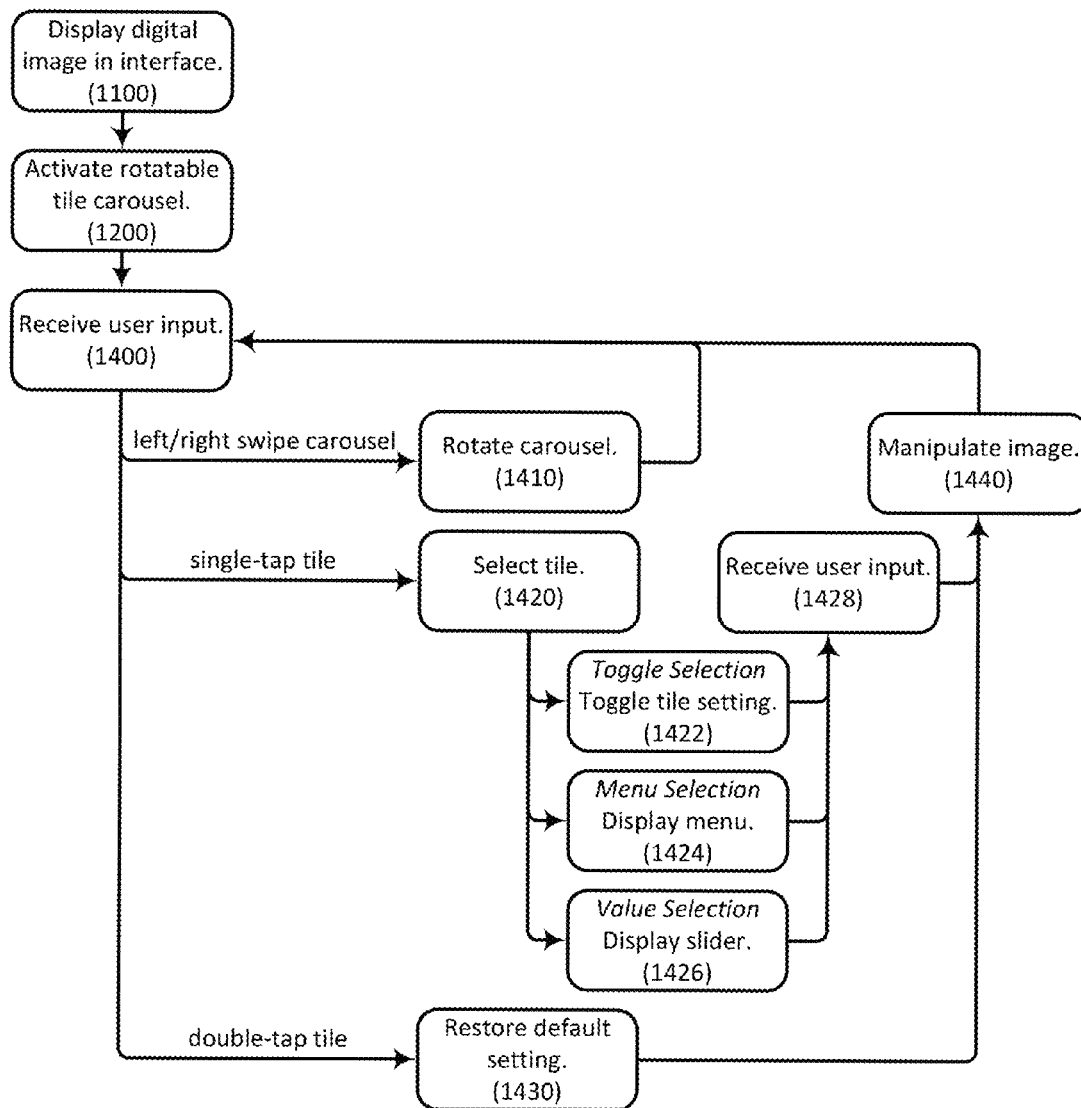 Display digital
image in interface.
(1100)
Activate rotatable
tile carousel.
(1200)
Receive user input.
(1400)
left/right swipe carousel
Rotate carousel.
(1410)
Manipulate image.
(1440)
single-tap tile
Select tile.
(1420)
Receive user input.
(1428)
Toggle Selection
Toggle tile setting.
(1422)
Menu Selection
Display menu.
(1424)
Value Selection
Display slider.
(1426)
double-tap tile
Restore default
setting.
(1430)